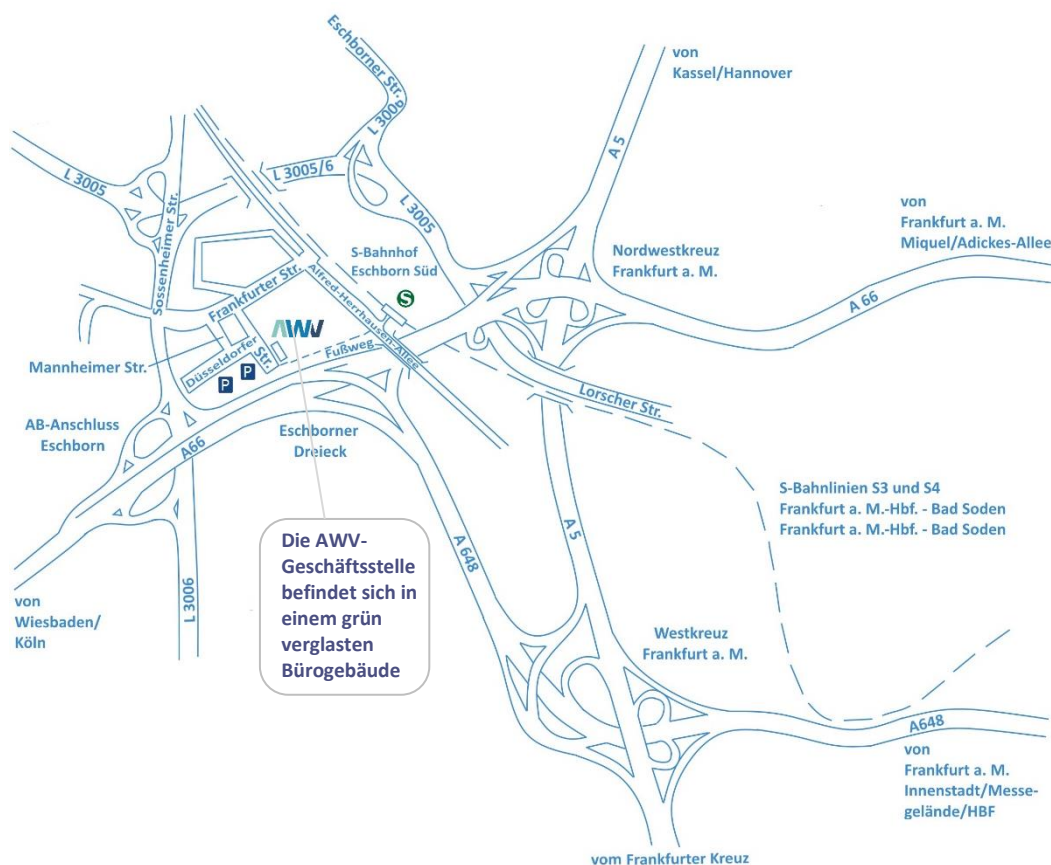 Eschborner Str.
L 3006
von
Kassel/Hannover
A 5
L 3005/6
L 3005
L 3005
Sossenheimer Str.
von
Frankfurt a. M.
Miquel/Adickes-Allee
Nordwestkreuz
Frankfurt a. M.
S-Bahnhof
Eschborn Süd
S
Alfred-Herrhausen-Allee
Frankfurter Str.
A 66
AWV
Fußweg
Mannheimer Str.
Düsseldorfer
Str.
P
P
Lorscher Str.
AB-Anschluss
Eschborn
A66
Eschborner
Dreieck
S-Bahnlinien S3 und S4
Frankfurt a. M.-Hbf. - Bad Soden
Frankfurt a. M.-Hbf. - Bad Soden
A 5
A 648
Die AWV-
Geschäftsstelle
befindet sich in
einem grün
verglasten
Bürogebäude
L 3006
von
Wiesbaden/
Köln
Westkreuz
Frankfurt a. M.
A648
von
Frankfurt a. M.
Innenstadt/Messe-
gelände/HBF
vom Frankfurter Kreuz